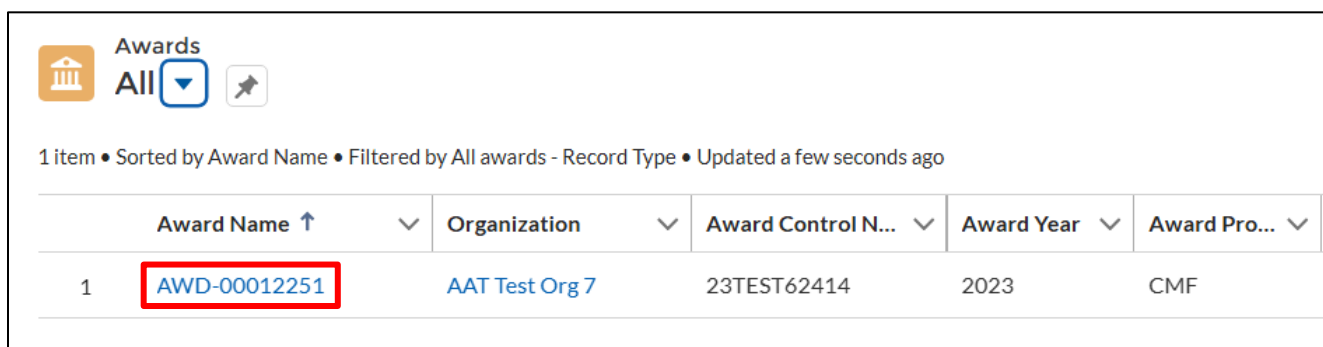 Awards
All
1 item • Sorted by Award Name • Filtered by All awards - Record Type • Updated a few seconds ago
Award Name ↑ Organization Award Control N... Award Year Award Pro...
1 AWD-00012251 AAT Test Org 7 23TEST62414 2023 CMF